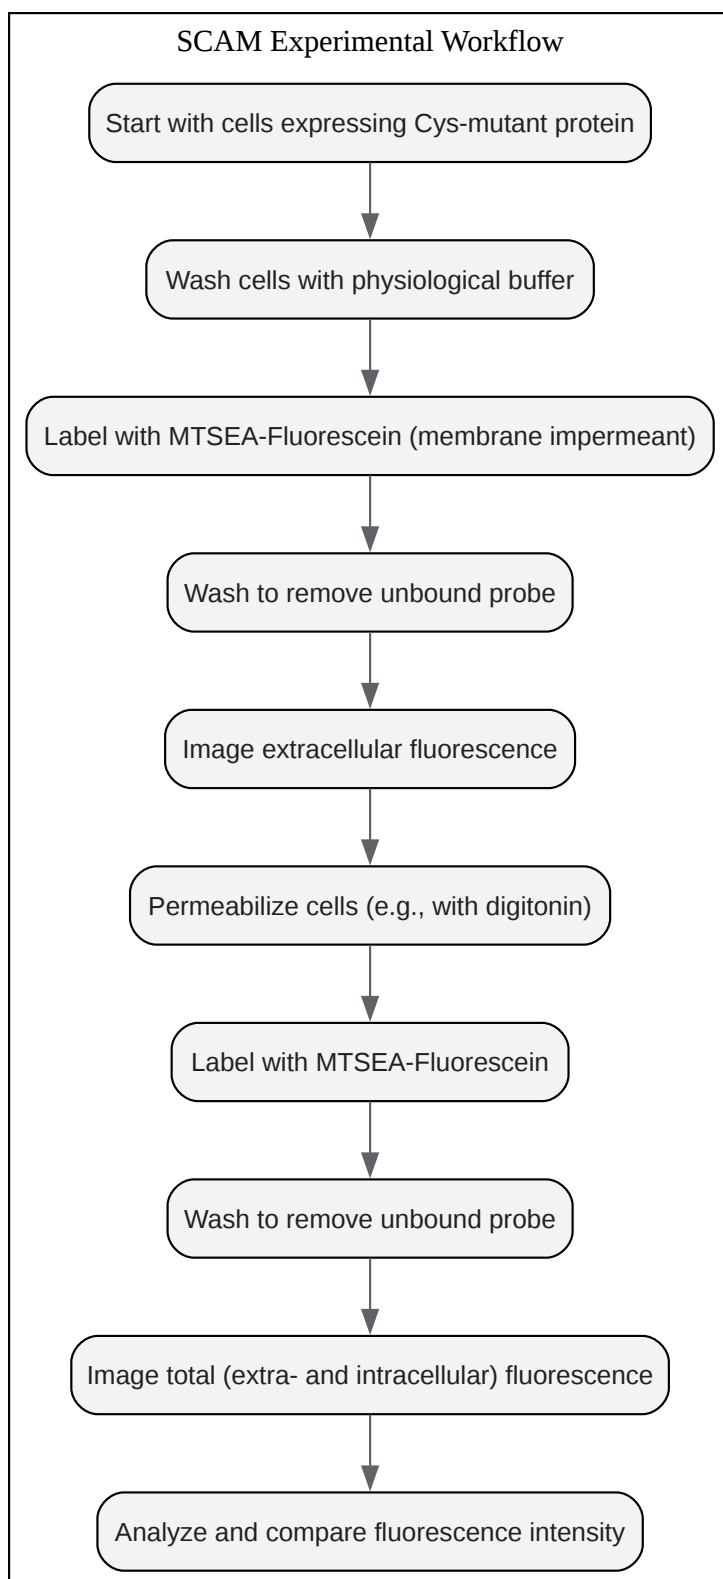 SCAM Experimental Workflow
Start with cells expressing Cys-mutant protein
Wash cells with physiological buffer
Label with MTSEA-Fluorescein (membrane impermeant)
Wash to remove unbound probe
Image extracellular fluorescence
Permeabilize cells (e.g., with digitonin)
Label with MTSEA-Fluorescein
Wash to remove unbound probe
Image total (extra- and intracellular) fluorescence
Analyze and compare fluorescence intensity